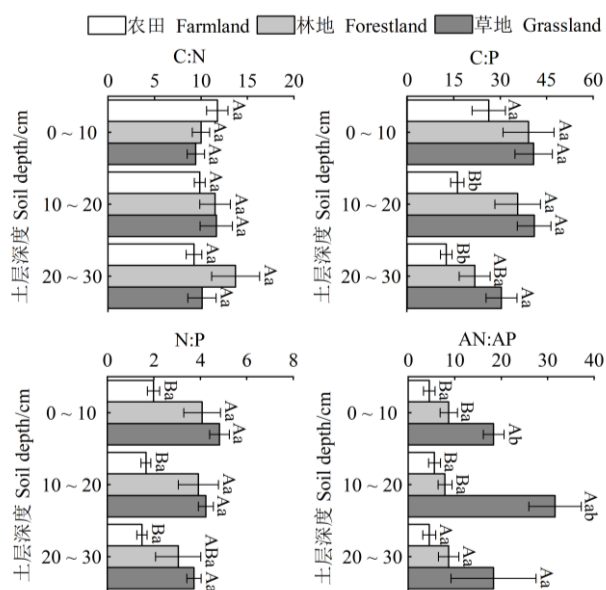 农田 Farmland 林地 Forestland 草地 Grassland
C:N
0 5 10 15 20
土层深度 Soil depth/cm
0 ~ 10
Aa
Aa
Aa
10 ~ 20
Aa
Aa
Aa
20 ~ 30
Aa
Aa
Aa
C:P
0 15 30 45 60
Aa
Aa
Aa
Bb
Aa
Aa
Bb
ABa
Aa
N:P
0 2 4 6 8
土层深度 Soil depth/cm
0 ~ 10
Ba
Aa
Aa
10 ~ 20
Ba
Aa
Aa
20 ~ 30
Ba
ABa
Aa
AN:AP
0 10 20 30 40
土层深度 Soil depth/cm
0 ~ 10
Ba
Ba
Ab
10 ~ 20
Ba
Ba
Aab
20 ~ 30
Aa
Aa
Aa
土层深度 Soil depth/cm
0 ~ 10
10 ~ 20
20 ~ 30